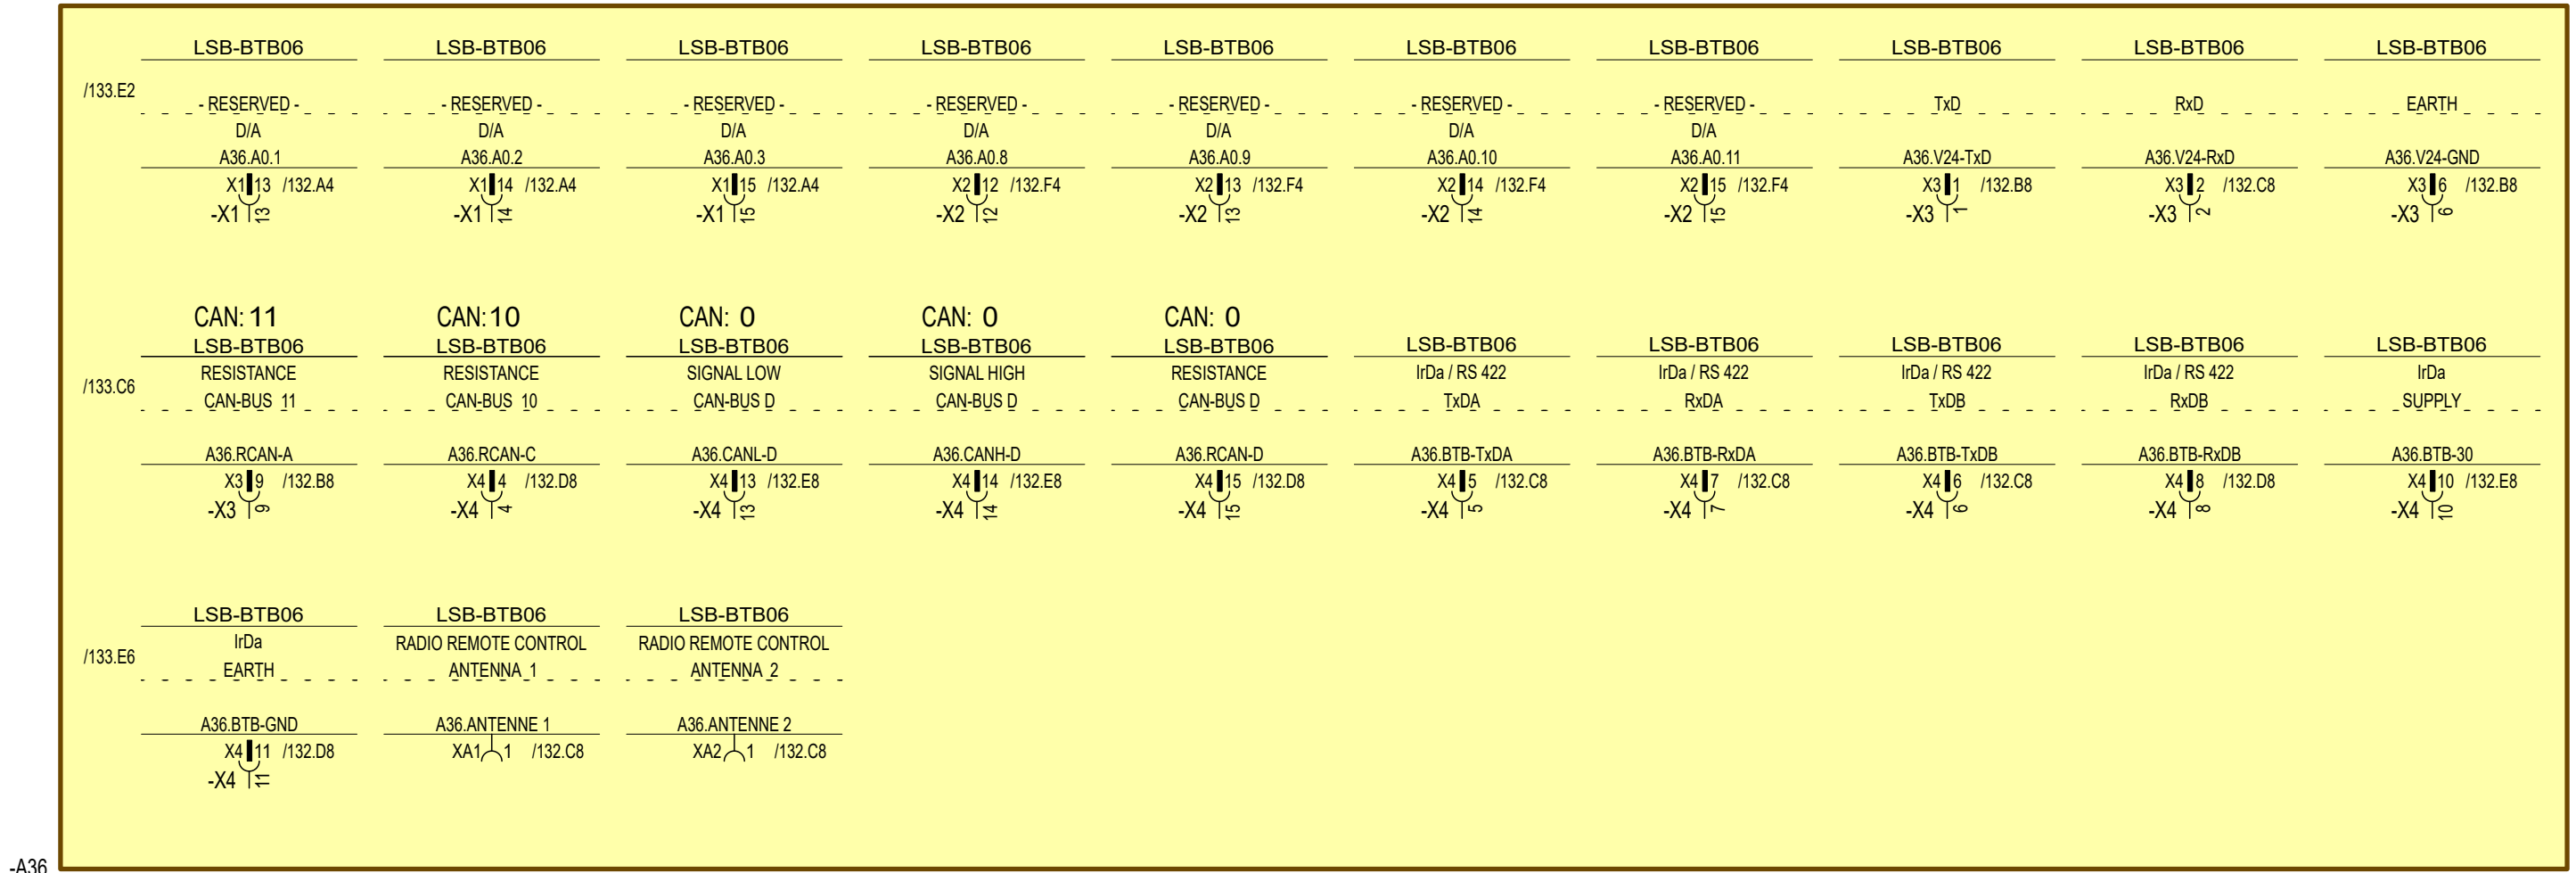 LSB-BTB06 LSB-BTB06 LSB-BTB06 LSB-BTB06 LSB-BTB06 LSB-BTB06 LSB-BTB06 LSB-BTB06 LSB-BTB06 LSB-BTB06
/133.E2
- RESERVED - - RESERVED - - RESERVED - - RESERVED - - RESERVED - - RESERVED - - RESERVED - TxD RxD EARTH
D/A D/A D/A D/A D/A D/A D/A
A36.A0.1 A36.A0.2 A36.A0.3 A36.A0.8 A36.A0.9 A36.A0.10 A36.A0.11 A36.V24-TxD A36.V24-RxD A36.V24-GND
X1 13 /132.A4 X1 14 /132.A4 X1 15 /132.A4 X2 12 /132.F4 X2 13 /132.F4 X2 14 /132.F4 X2 15 /132.F4 X3 1 /132.B8 X3 2 /132.C8 X3 6 /132.B8
-X1 13 -X1 14 -X1 15 -X2 12 -X2 13 -X2 14 -X2 15 -X3 1 -X3 2 -X3 6
CAN: 11 CAN: 10 CAN: 0 CAN: 0 CAN: 0
LSB-BTB06 LSB-BTB06 LSB-BTB06 LSB-BTB06 LSB-BTB06 LSB-BTB06 LSB-BTB06 LSB-BTB06 LSB-BTB06 LSB-BTB06
RESISTANCE RESISTANCE SIGNAL LOW SIGNAL HIGH RESISTANCE IrDa / RS 422 IrDa / RS 422 IrDa / RS 422 IrDa / RS 422 IrDa
/133.C6
CAN-BUS 11 CAN-BUS 10 CAN-BUS D CAN-BUS D CAN-BUS D TxDA RxDA TxDB RxDB SUPPLY
A36.RCAN-A A36.RCAN-C A36.CANL-D A36.CANH-D A36.RCAN-D A36.BTB-TxDA A36.BTB-RxDA A36.BTB-TxDB A36.BTB-RxDB A36.BTB-30
X3 9 /132.B8 X4 4 /132.D8 X4 13 /132.E8 X4 14 /132.E8 X4 15 /132.D8 X4 5 /132.C8 X4 7 /132.C8 X4 6 /132.C8 X4 8 /132.D8 X4 10 /132.E8
-X3 9 -X4 4 -X4 13 -X4 14 -X4 15 -X4 5 -X4 7 -X4 6 -X4 8 -X4 10
LSB-BTB06 LSB-BTB06 LSB-BTB06
IrDa RADIO REMOTE CONTROL RADIO REMOTE CONTROL
/133.E6
EARTH ANTENNA 1 ANTENNA 2
A36.BTB-GND A36.ANTENNE 1 A36.ANTENNE 2
X4 11 /132.D8 XA1 1 /132.C8 XA2 1 /132.C8
-X4 11
-A36